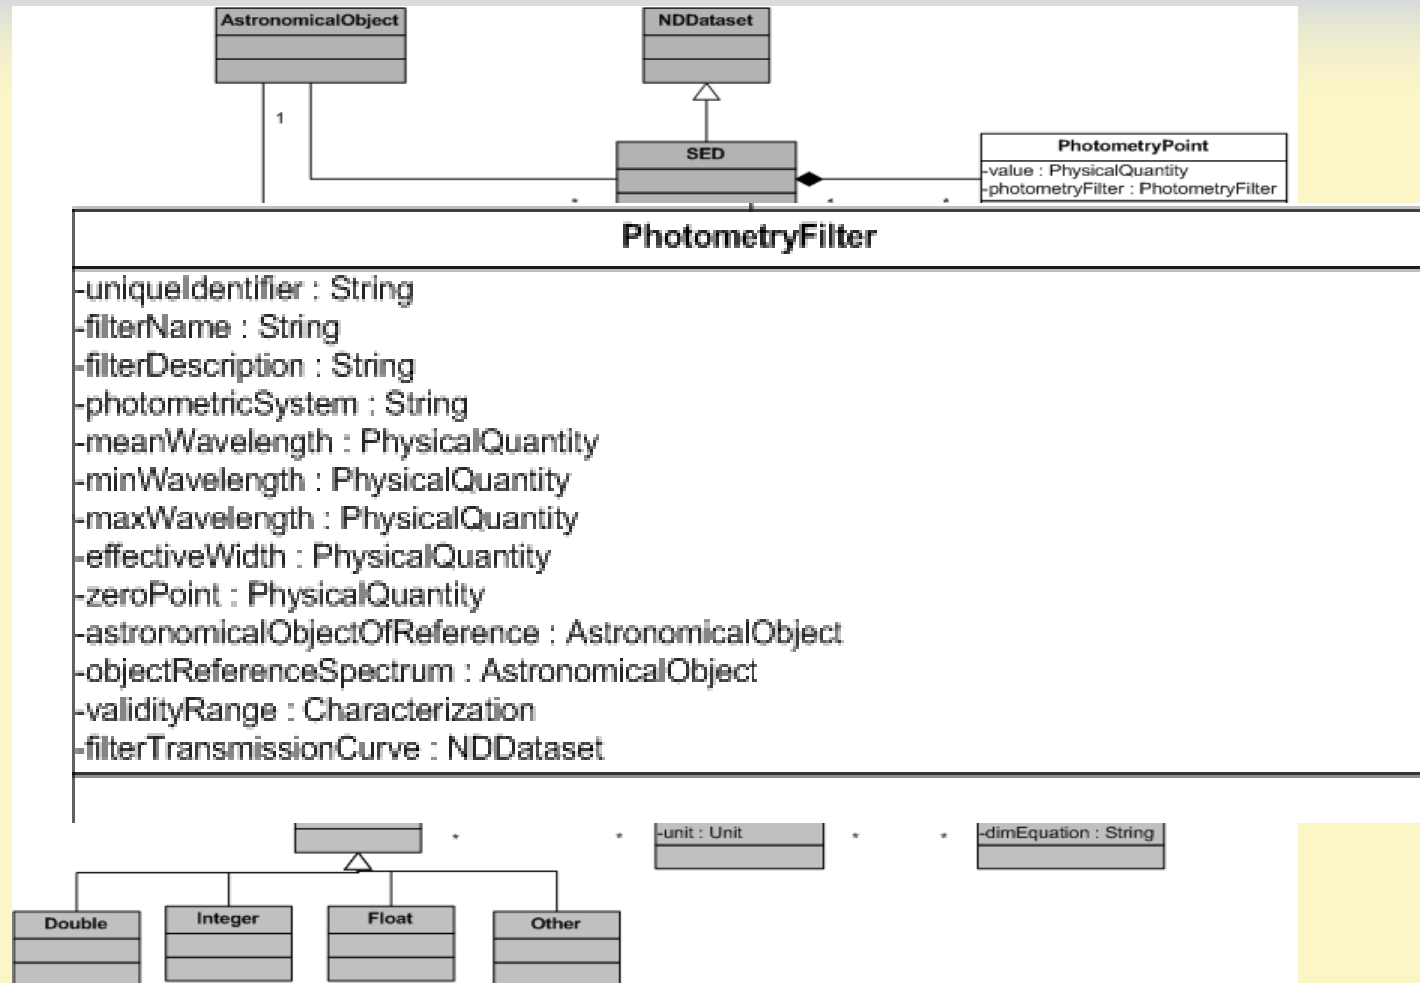 AstronomicalObject
NDDataset
1
SED
PhotometryPoint
-value : PhysicalQuantity
-photometryFilter : PhotometryFilter
*
PhotometryFilter
-uniqueIdentifier : String
-filterName : String
-filterDescription : String
-photometricSystem : String
-meanWavelength : PhysicalQuantity
-minWavelength : PhysicalQuantity
-maxWavelength : PhysicalQuantity
-effectiveWidth : PhysicalQuantity
-zeroPoint : PhysicalQuantity
-astronomicalObjectOfReference : AstronomicalObject
-objectReferenceSpectrum : AstronomicalObject
-validityRange : Characterization
-filterTransmissionCurve : NDDataset
* * -unit : Unit * * -dimEquation : String
Double Integer Float Other